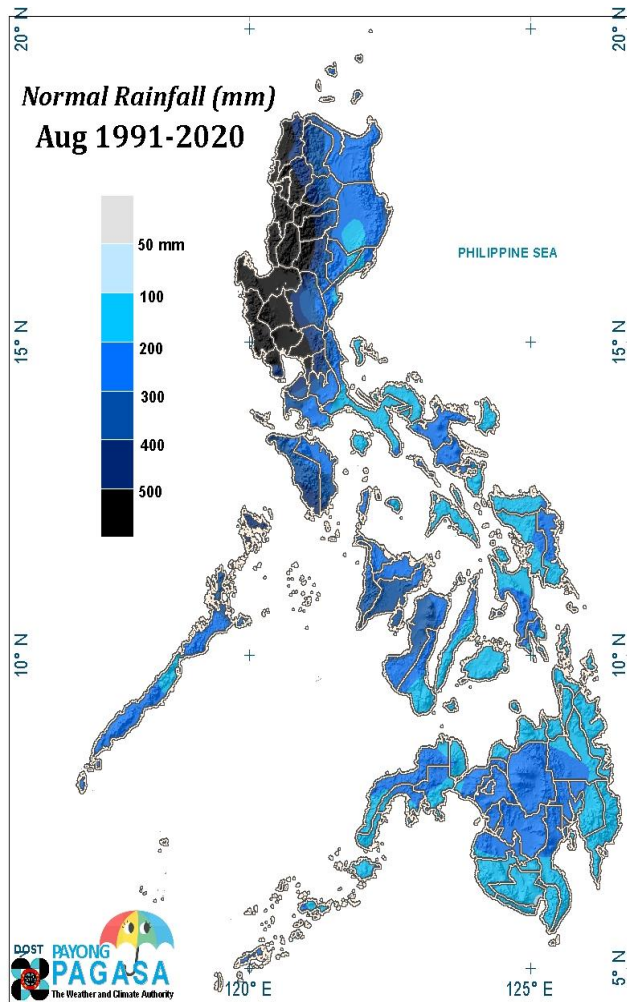 20° N
20° N
Normal Rainfall (mm)
Aug 1991-2020
50 mm
100
200
300
400
500
PHILIPPINE SEA
15° N
15° N
10° N
10° N
DOST
PAYONG
PAGASA
The Weather and Climate Authority
120° E
125° E
5° N